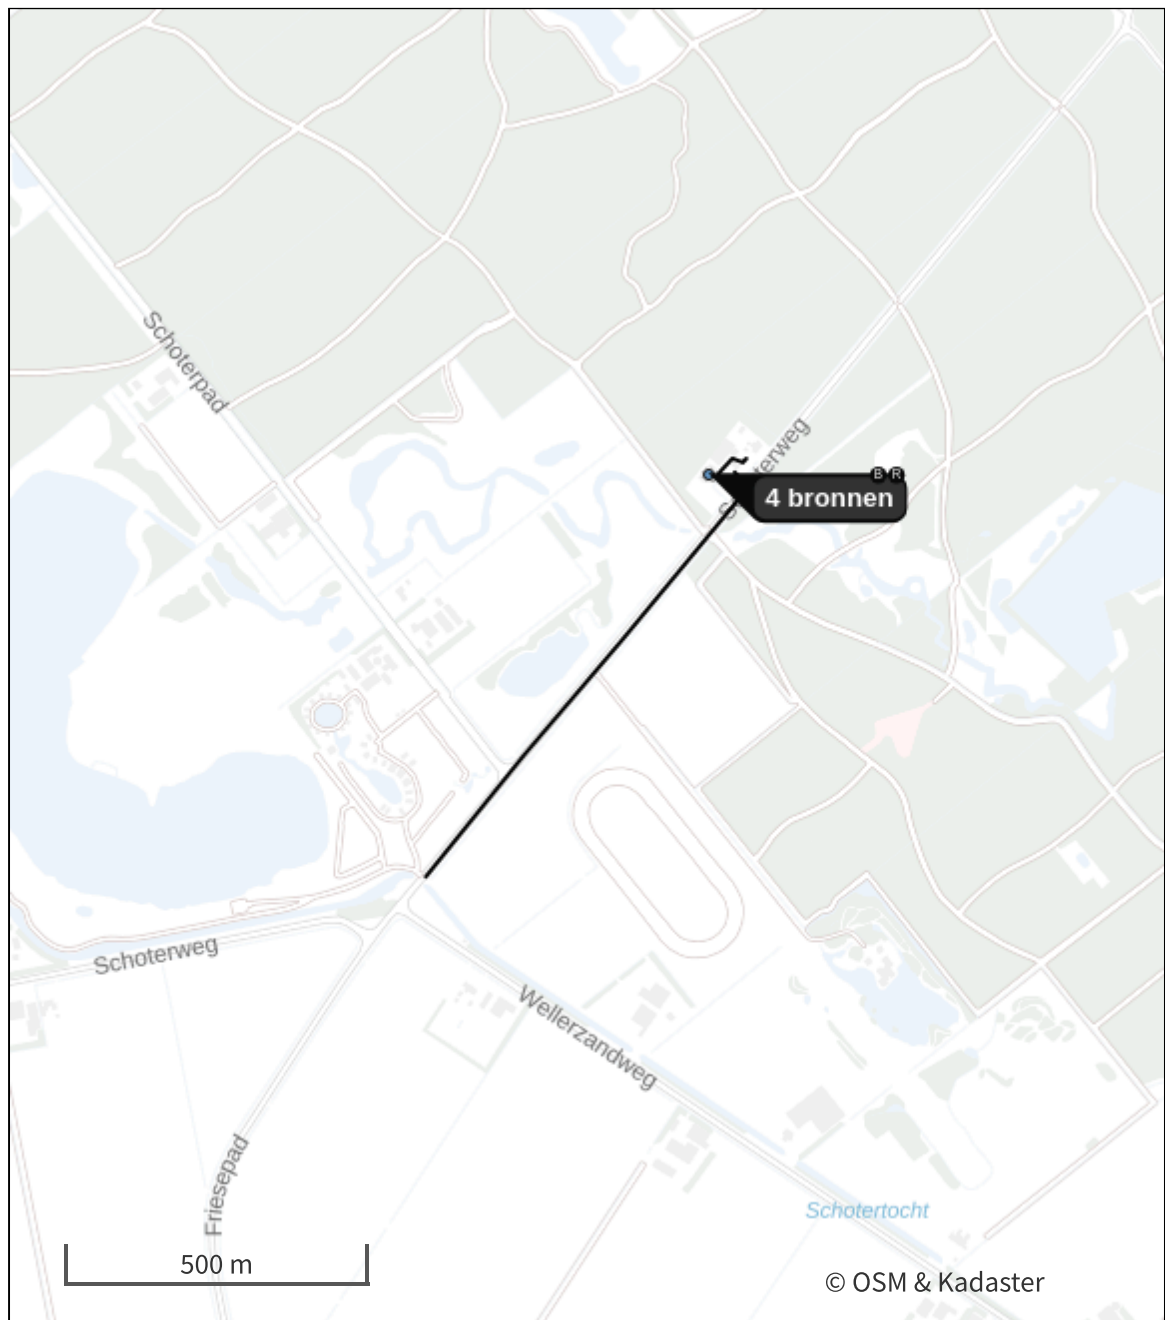 Schoterpad
B R
4 bronnen
Schoterweg
Wellerzandweg
Friesepad
Schotertocht
500 m
© OSM & Kadaster